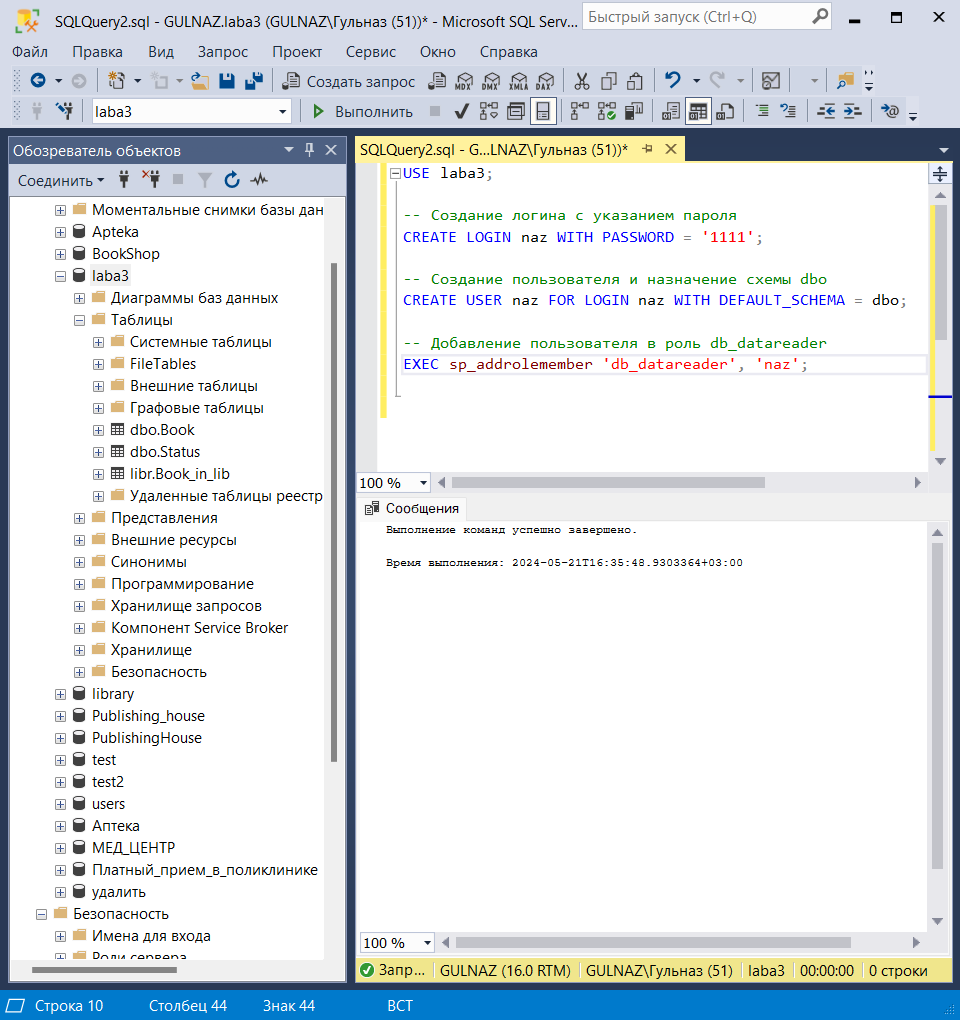 SQLQuery2.sql - GULNAZ.laba3 (GULNAZ\Гульназ (51))* - Microsoft SQL Serv...
Быстрый запуск (Ctrl+Q)
Файл Правка Вид Запрос Проект Сервис Окно Справка
Создать запрос MDX DMX XMLA DAX
laba3 Выполнить
Обозреватель объектов
Соединить
Моментальные снимки базы дан
Apteka
BookShop
laba3
Диаграммы баз данных
Таблицы
Системные таблицы
FileTables
Внешние таблицы
Графовые таблицы
dbo.Book
dbo.Status
libr.Book_in_lib
Удаленные таблицы реестр
Представления
Внешние ресурсы
Синонимы
Программирование
Хранилище запросов
Компонент Service Broker
Хранилище
Безопасность
library
Publishing_house
PublishingHouse
test
test2
users
Аптека
МЕД_ЦЕНТР
Платный_прием_в_поликлинике
удалить
Безопасность
Имена для входа
Роли сервера
SQLQuery2.sql - G...LNAZ\Гульназ (51))*
USE laba3;
-- Создание логина с указанием пароля
CREATE LOGIN naz WITH PASSWORD = '1111';
-- Создание пользователя и назначение схемы dbo
CREATE USER naz FOR LOGIN naz WITH DEFAULT_SCHEMA = dbo;
-- Добавление пользователя в роль db_datareader
EXEC sp_addrolemember 'db_datareader', 'naz';
100 %
Сообщения
Выполнение команд успешно завершено.
Время выполнения: 2024-05-21T16:35:48.9303364+03:00
100 %
Запр... GULNAZ (16.0 RTM) GULNAZ\Гульназ (51) laba3 00:00:00 0 строки
Строка 10 Столбец 44 Знак 44 ВСТ